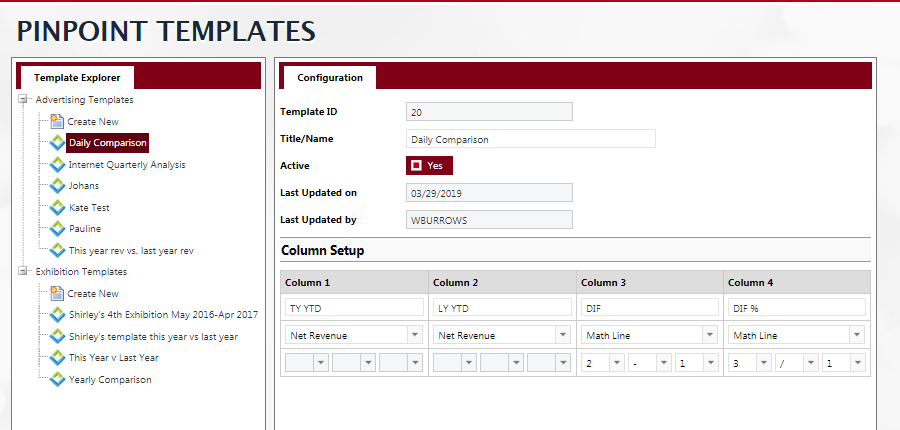 PINPOINT TEMPLATES
Template Explorer
Advertising Templates
Create New
Daily Comparison
Internet Quarterly Analysis
Johans
Kate Test
Pauline
This year rev vs. last year rev
Exhibition Templates
Create New
Shirley's 4th Exhibition May 2016-Apr 2017
Shirley's template this year vs last year
This Year v Last Year
Yearly Comparison
Configuration
Template ID 20
Title/Name Daily Comparison
Active Yes
Last Updated on 03/29/2019
Last Updated by WBURROWS
Column Setup
Column 1 Column 2 Column 3 Column 4
TY YTD LY YTD DIF DIF %
Net Revenue Net Revenue Math Line Math Line
2 - 1 3 / 1